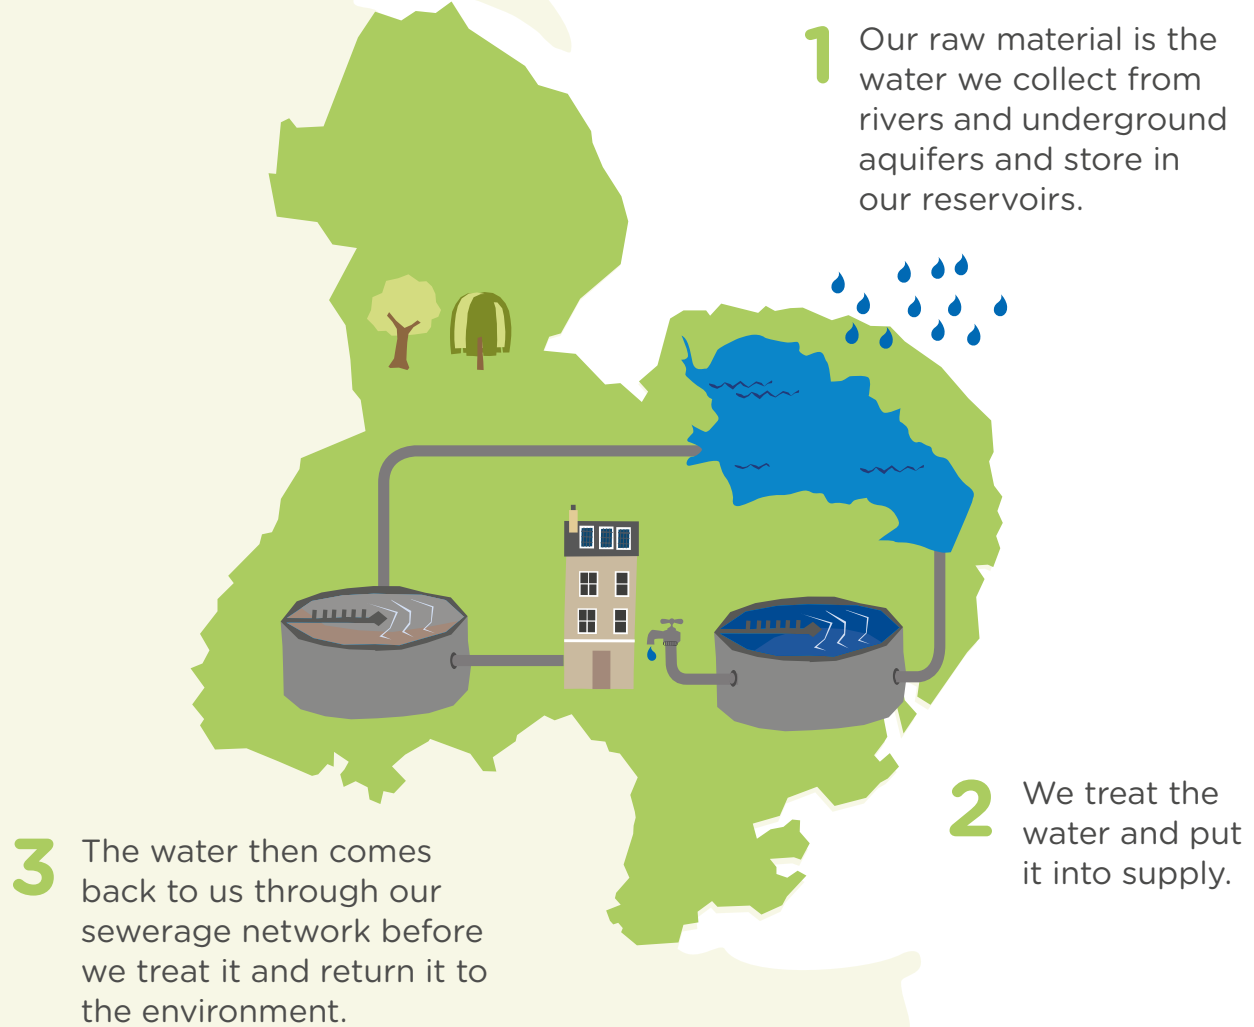 1
Our raw material is the
water we collect from
rivers and underground
aquifers and store in
our reservoirs.
2
We treat the
water and put
it into supply.
3
The water then comes
back to us through our
sewerage network before
we treat it and return it to
the environment.